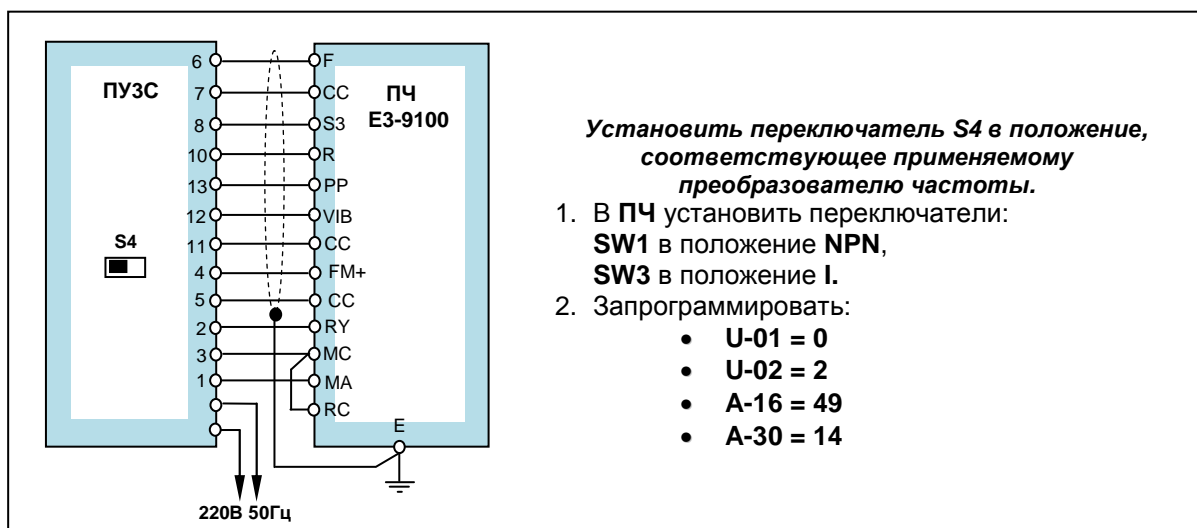 ПУ3С
S4
6
7
8
10
13
12
11
4
5
2
3
1
220В 50Гц
ПЧ
E3-9100
F
CC
S3
R
PP
VIB
CC
FM+
CC
RY
MC
MA
RC
E
Установить переключатель S4 в положение,
соответствующее применяемому
преобразователю частоты.
1. В ПЧ установить переключатели:
SW1 в положение NPN,
SW3 в положение I.
2. Запрограммировать:
• U-01 = 0
• U-02 = 2
• A-16 = 49
• A-30 = 14